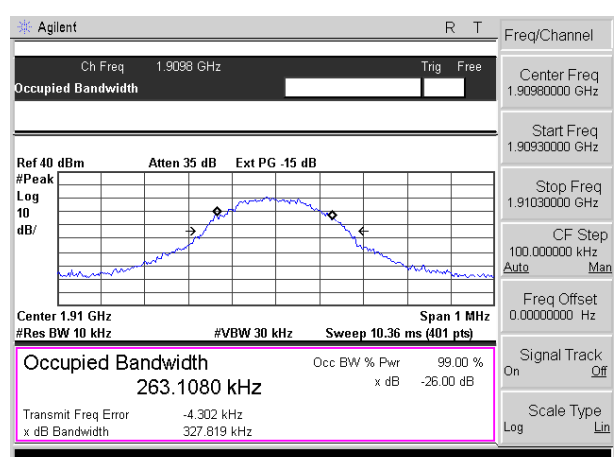 Agilent R T
Freq/Channel
Ch Freq 1.9098 GHz Trig Free
Occupied Bandwidth
Center Freq
1.90980000 GHz
Start Freq
1.90930000 GHz
Stop Freq
1.91030000 GHz
CF Step
100.000000 kHz
Auto Man
Freq Offset
0.00000000 Hz
Signal Track
On Off
Scale Type
Log Lin
Ref 40 dBm Atten 35 dB Ext PG -15 dB
#Peak
Log
10
dB/
Center 1.91 GHz Span 1 MHz
#Res BW 10 kHz #VBW 30 kHz Sweep 10.36 ms (401 pts)
Occupied Bandwidth Occ BW % Pwr 99.00 %
263.1080 kHz x dB -26.00 dB
Transmit Freq Error -4.302 kHz
x dB Bandwidth 327.819 kHz